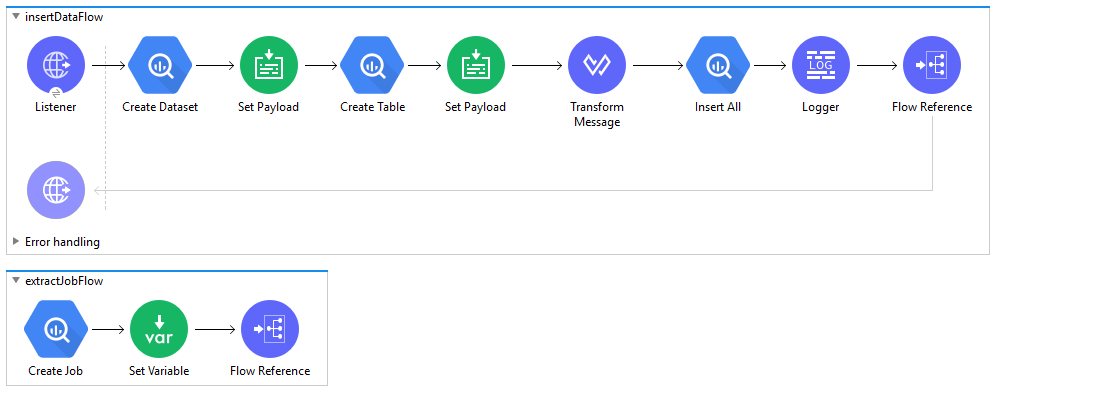 insertDataFlow
LOG
Listener
Create Dataset
Set Payload
Create Table
Set Payload
Transform
Message
Insert All
Logger
Flow Reference
Error handling
extractJobFlow
var
Create Job
Set Variable
Flow Reference